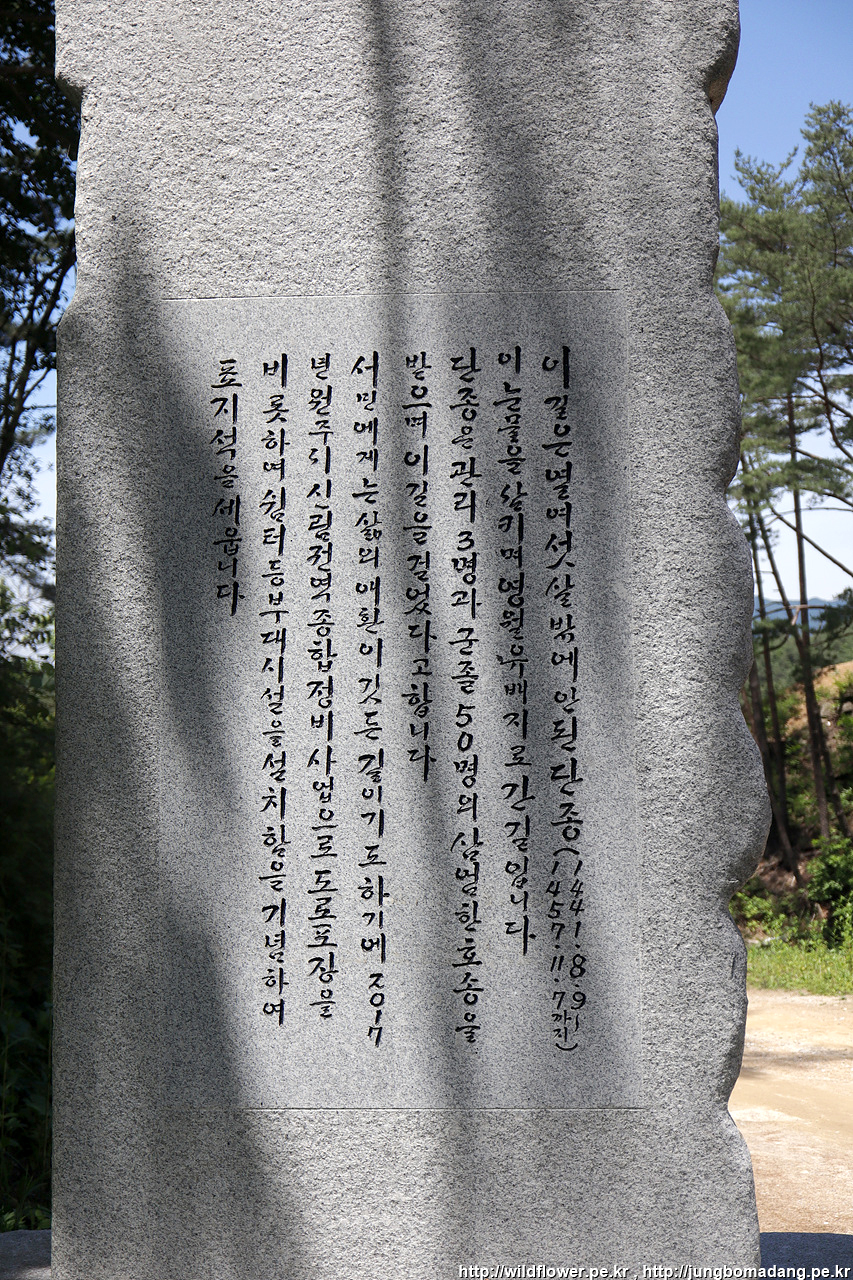 이 길은 열여섯 살 밖에 안된 단종(1441.8.9~1457.11.7까지)
이 눈물을 삼키며 영월 유배지로 간 길입니다
단종은 관리 3명과 군졸 50명의 삼엄한 호송을
받으며 이 길을 걸었다고 합니다
서민에게는 삶의 애환이 깃든 길이기도 하기에 2017
년 원주시 신림전역 종합정비사업으로 도로포장을
비롯하여 쉼터 등 부대시설을 설치함을 기념하여
표지석을 세웁니다
http://wildflower.pe.kr , http://jungbomadang.pe.kr